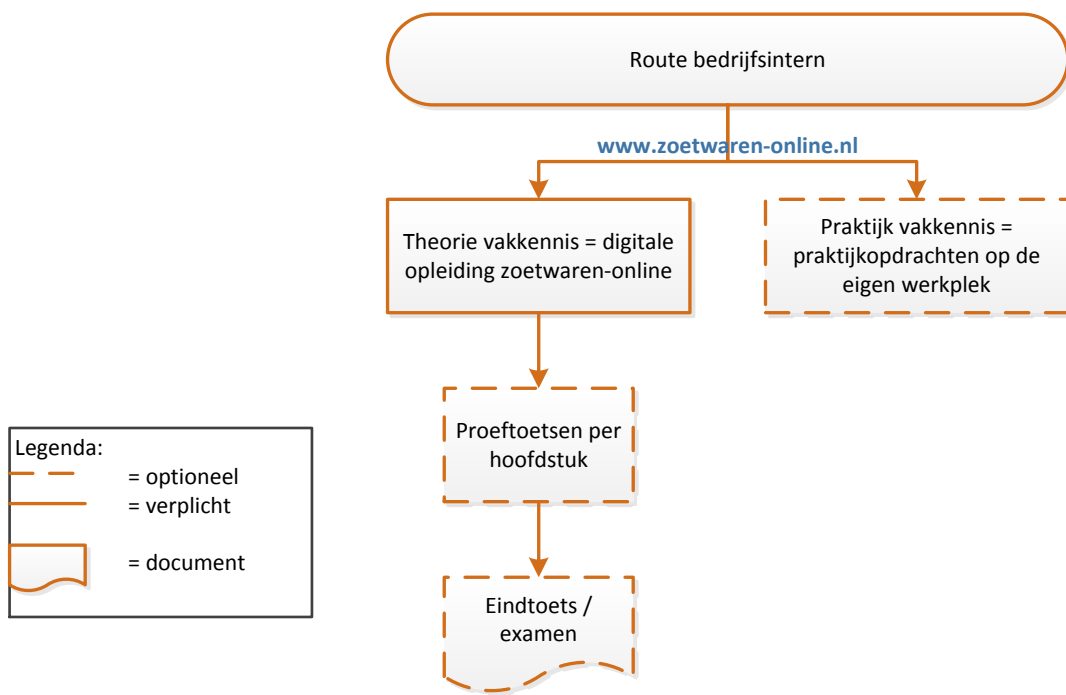 Route bedrijfsintern
www.zoetwaren-online.nl
Theorie vakkennis = digitale
opleiding zoetwaren-online
Praktijk vakkennis =
praktijkopdrachten op de
eigen werkplek
Proeftoetsen per
hoofdstuk
Legenda:
= optioneel
= verplicht
= document
Eindtoets /
examen